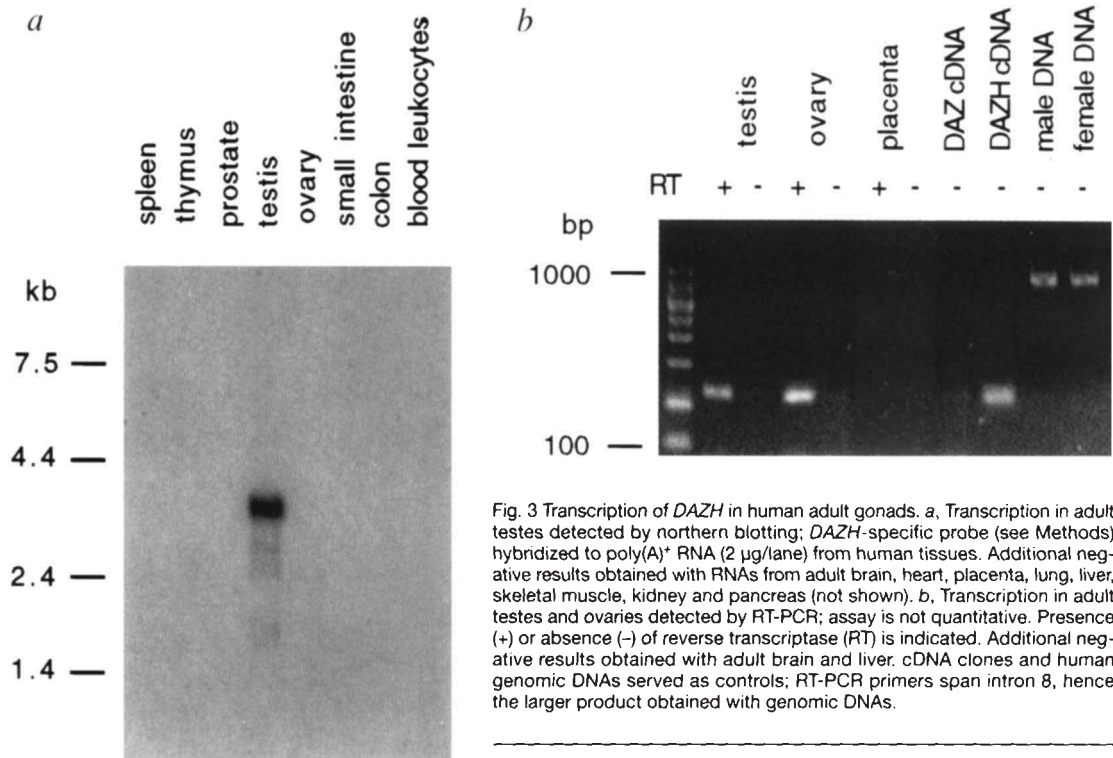 a
spleen
thymus
prostate
testis
ovary
small intestine
colon
blood leukocytes
kb
7.5
4.4
2.4
1.4
b
testis
ovary
placenta
DAZ cDNA
DAZH cDNA
male DNA
female DNA
RT + - + - + - - - - -
bp
1000
100
Fig. 3 Transcription of DAZH in human adult gonads. a, Transcription in adult
testes detected by northern blotting; DAZH-specific probe (see Methods)
hybridized to poly(A)+ RNA (2 µg/lane) from human tissues. Additional neg-
ative results obtained with RNAs from adult brain, heart, placenta, lung, liver,
skeletal muscle, kidney and pancreas (not shown). b, Transcription in adult
testes and ovaries detected by RT-PCR; assay is not quantitative. Presence
(+) or absence (–) of reverse transcriptase (RT) is indicated. Additional neg-
ative results obtained with adult brain and liver. cDNA clones and human
genomic DNAs served as controls; RT-PCR primers span intron 8, hence
the larger product obtained with genomic DNAs.